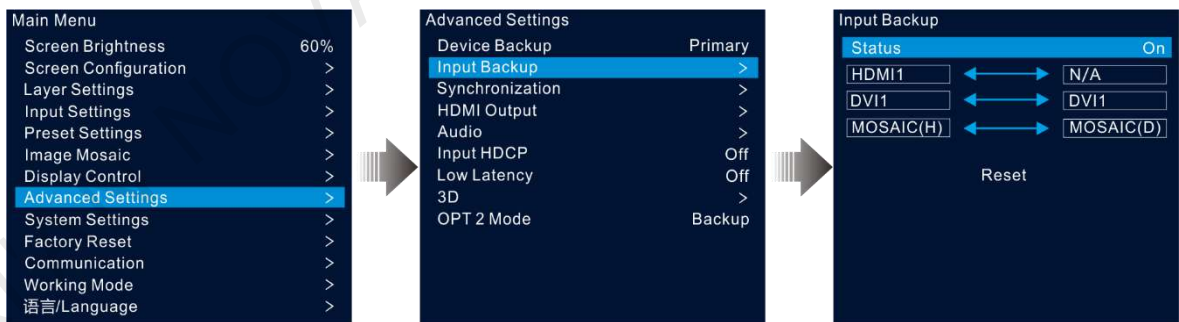 Main Menu
Screen Brightness 60%
Screen Configuration >
Layer Settings >
Input Settings >
Preset Settings >
Image Mosaic >
Display Control >
Advanced Settings >
System Settings >
Factory Reset >
Communication >
Working Mode >
语言/Language >
Advanced Settings
Device Backup Primary
Input Backup >
Synchronization >
HDMI Output >
Audio >
Input HDCP Off
Low Latency Off
3D >
OPT 2 Mode Backup
Input Backup
Status On
HDMI1 N/A
DVI1 DVI1
MOSAIC(H) MOSAIC(D)
Reset